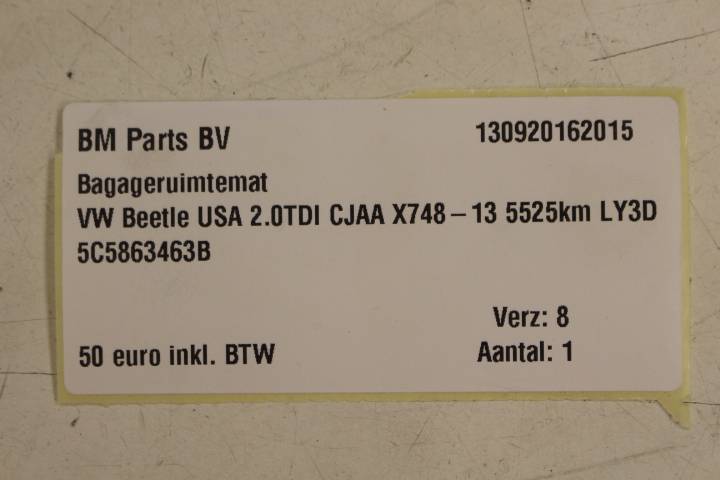 BM Parts BV 130920162015
Bagageruimtemat
VW Beetle USA 2.0TDI CJAA X748-13 5525km LY3D
5C5863463B
Verz: 8
50 euro inkl. BTW Aantal: 1